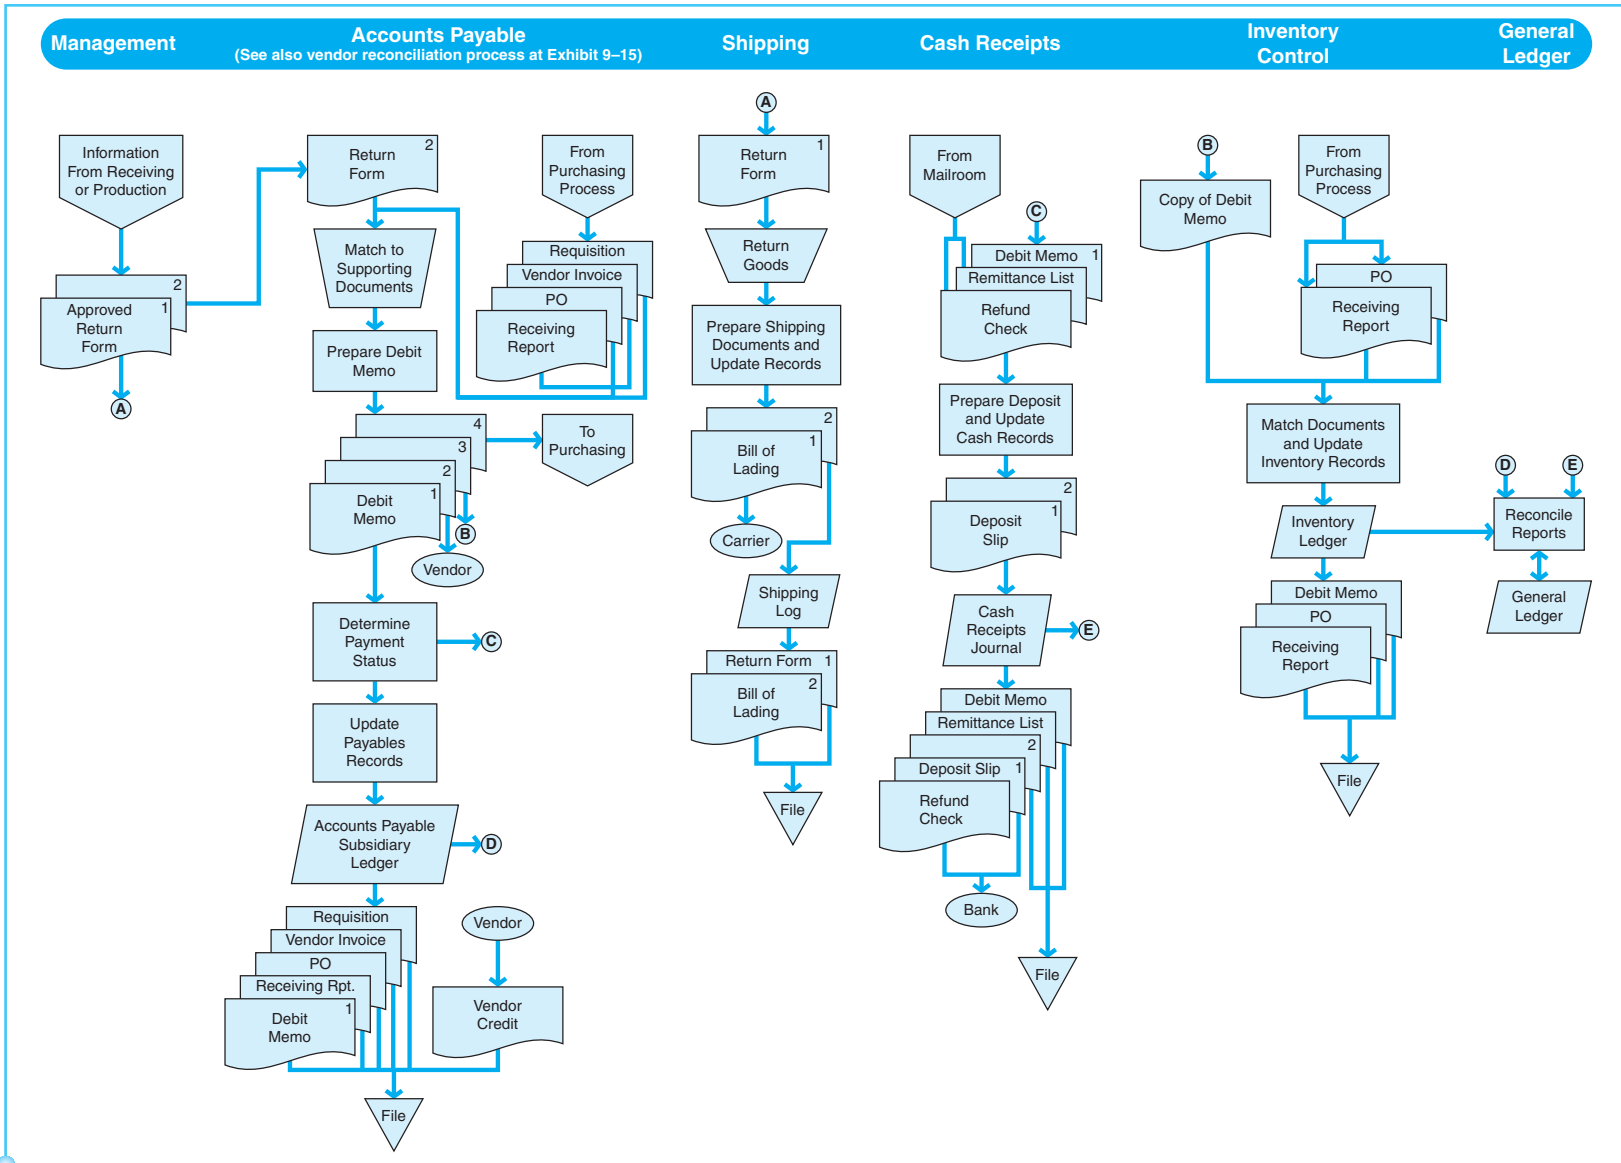 Management
Accounts Payable
(See also vendor reconciliation process at Exhibit 9–15)
Shipping
Cash Receipts
Inventory
Control
General
Ledger
Information
From Receiving
or Production
2
Approved
Return
Form
1
A
Return
Form
2
Match to
Supporting
Documents
Prepare Debit
Memo
4
3
2
Debit
Memo
1
B
Vendor
Determine
Payment
Status
C
Update
Payables
Records
Accounts Payable
Subsidiary
Ledger
D
Requisition
Vendor Invoice
PO
Receiving Rpt.
Debit
Memo
1
Vendor
Vendor
Credit
File
From
Purchasing
Process
Requisition
Vendor Invoice
PO
Receiving
Report
To
Purchasing
A
Return
Form
1
Return
Goods
Prepare Shipping
Documents and
Update Records
2
Bill of
Lading
1
Carrier
Shipping
Log
Return Form 1
Bill of
Lading
2
File
From
Mailroom
C
Debit Memo 1
Remittance List
Refund
Check
Prepare Deposit
and Update
Cash Records
2
Deposit
Slip
1
Cash
Receipts
Journal
E
Debit Memo
Remittance List
2
Deposit Slip 1
Refund
Check
Bank
File
B
Copy of Debit
Memo
From
Purchasing
Process
PO
Receiving
Report
Match Documents
and Update
Inventory Records
Inventory
Ledger
Debit Memo
PO
Receiving
Report
File
D
E
Reconcile
Reports
General
Ledger